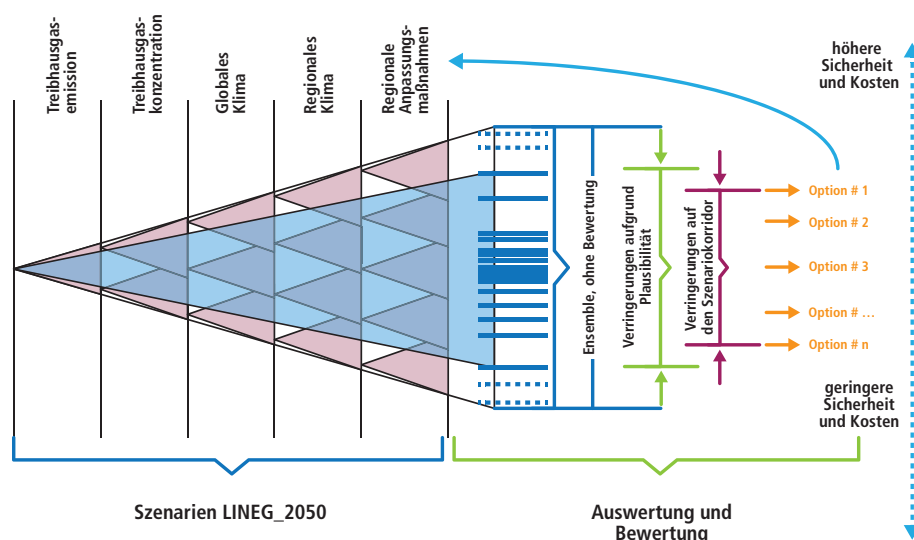 Treibhausgas-
emission
Treibhausgas-
konzentration
Globales
Klima
Regionales
Klima
Regionale
Anpassungs-
maßnahmen
höhere
Sicherheit
und Kosten
Ensemble, ohne Bewertung
Verringerungen aufgrund
Plausibilität
Verringerungen auf
den Szenariokorridor
Option # 1
Option # 2
Option # 3
Option # ...
Option # n
geringere
Sicherheit
und Kosten
Szenarien LINEG_2050
Auswertung und
Bewertung